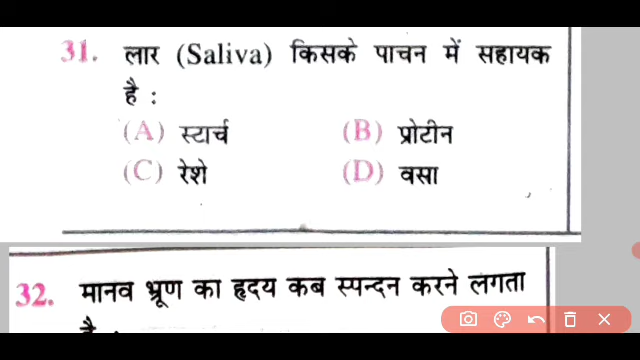 31. लार (Saliva) किसके पाचन में सहायक
है :
(A) स्टार्च (B) प्रोटीन
(C) रेशे (D) वसा
32. मानव भ्रूण का हृदय कब स्पन्दन करने लगता
है :